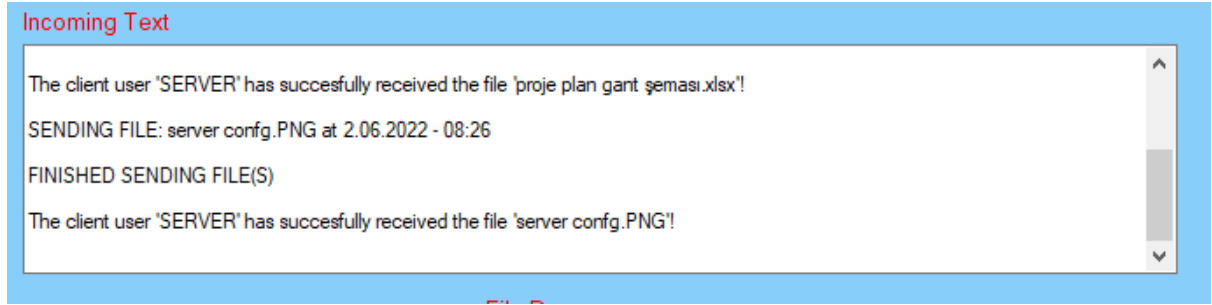 Incoming Text
The client user 'SERVER' has succesfully received the file 'proje plan gant şeması.xlsx'!
SENDING FILE: server confg.PNG at 2.06.2022 - 08:26
FINISHED SENDING FILE(S)
The client user 'SERVER' has succesfully received the file 'server confg.PNG'!